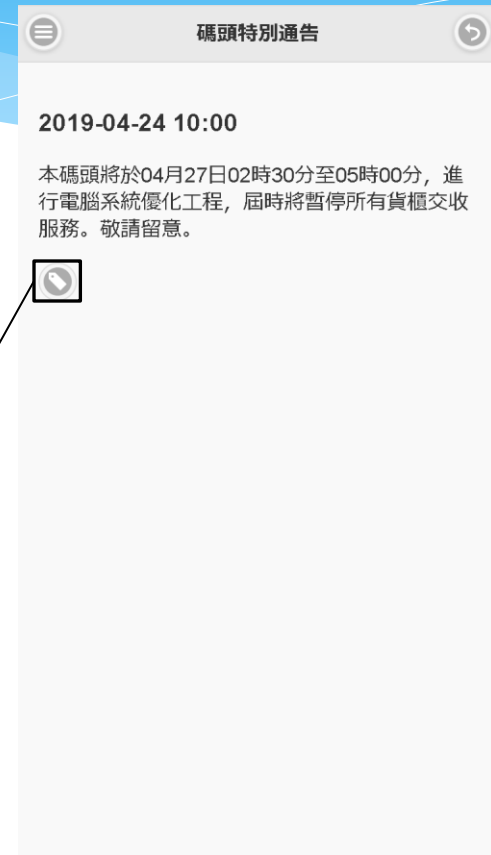 碼頭特別通告
2019-04-24 10:00
本碼頭將於04月27日02時30分至05時00分，進
行電腦系統優化工程，屆時將暫停所有貨櫃交收
服務。敬請留意。